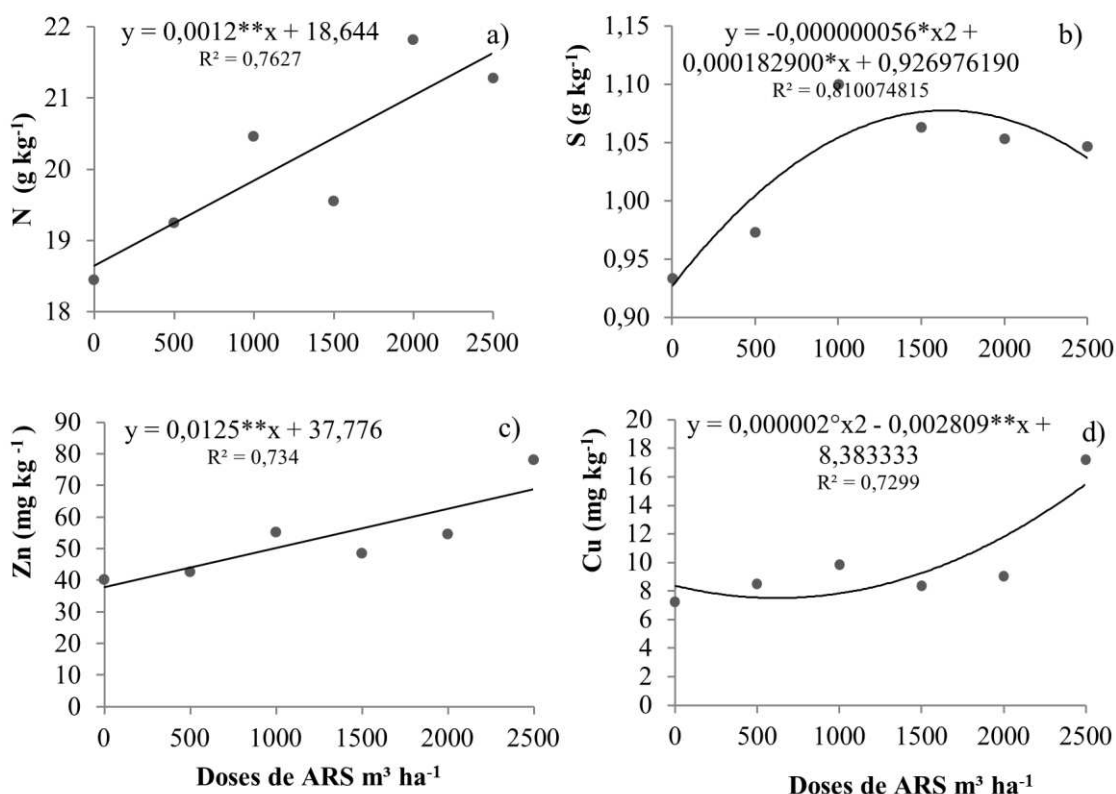 y = 0,0012**x + 18,644
R² = 0,7627
a)
N (g kg⁻¹)
22
21
20
19
18
0 500 1000 1500 2000 2500
y = -0,000000056*x2 +
0,000182900*x + 0,926976190
R² = 0,810074815
b)
S (g kg⁻¹)
1,15
1,10
1,05
1,00
0,95
0,90
0 500 1000 1500 2000 2500
y = 0,0125**x + 37,776
R² = 0,734
c)
Zn (mg kg⁻¹)
90
80
70
60
50
40
30
20
10
0
0 500 1000 1500 2000 2500
Doses de ARS m³ ha⁻¹
y = 0,000002°x2 - 0,002809**x +
8,383333
R² = 0,7299
d)
Cu (mg kg⁻¹)
20
18
16
14
12
10
8
6
4
2
0
0 500 1000 1500 2000 2500
Doses de ARS m³ ha⁻¹